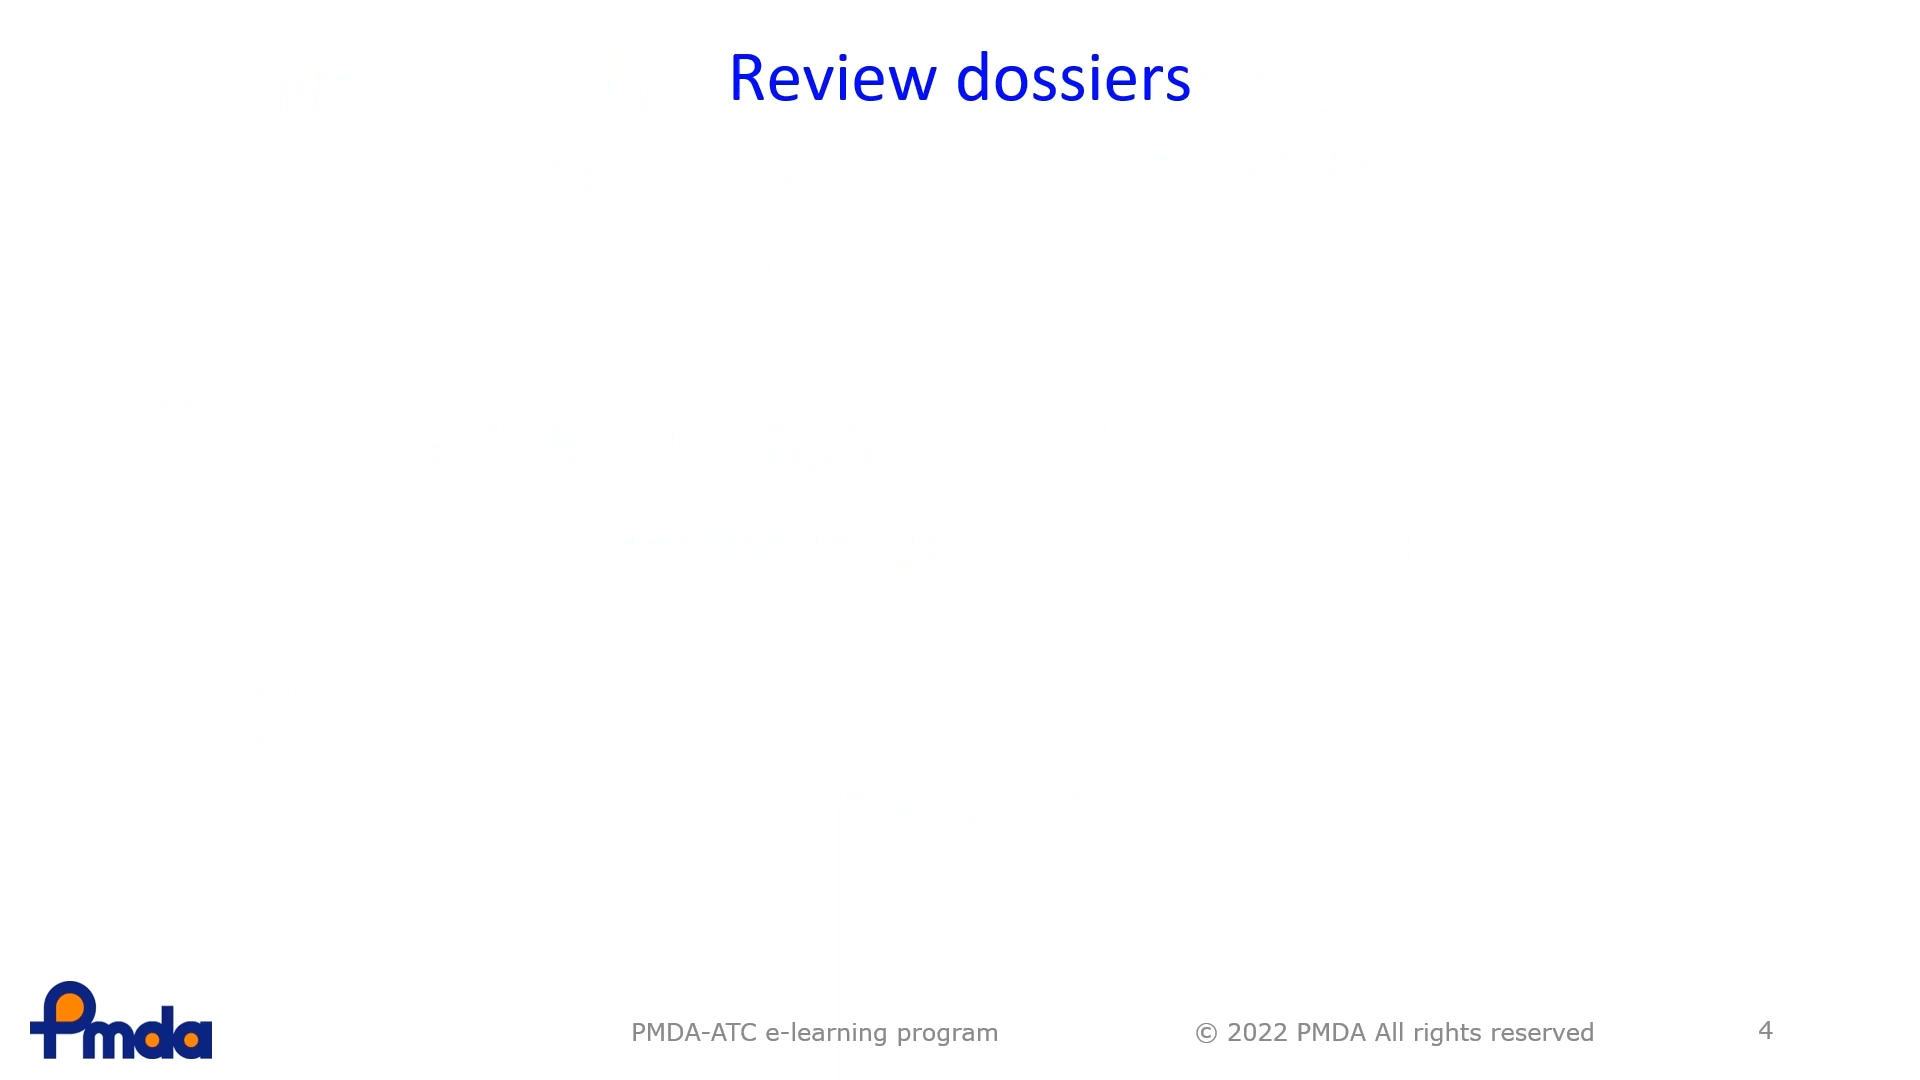 Review dossiers
Pmda
PMDA-ATC e-learning program
© 2022 PMDA All rights reserved
4